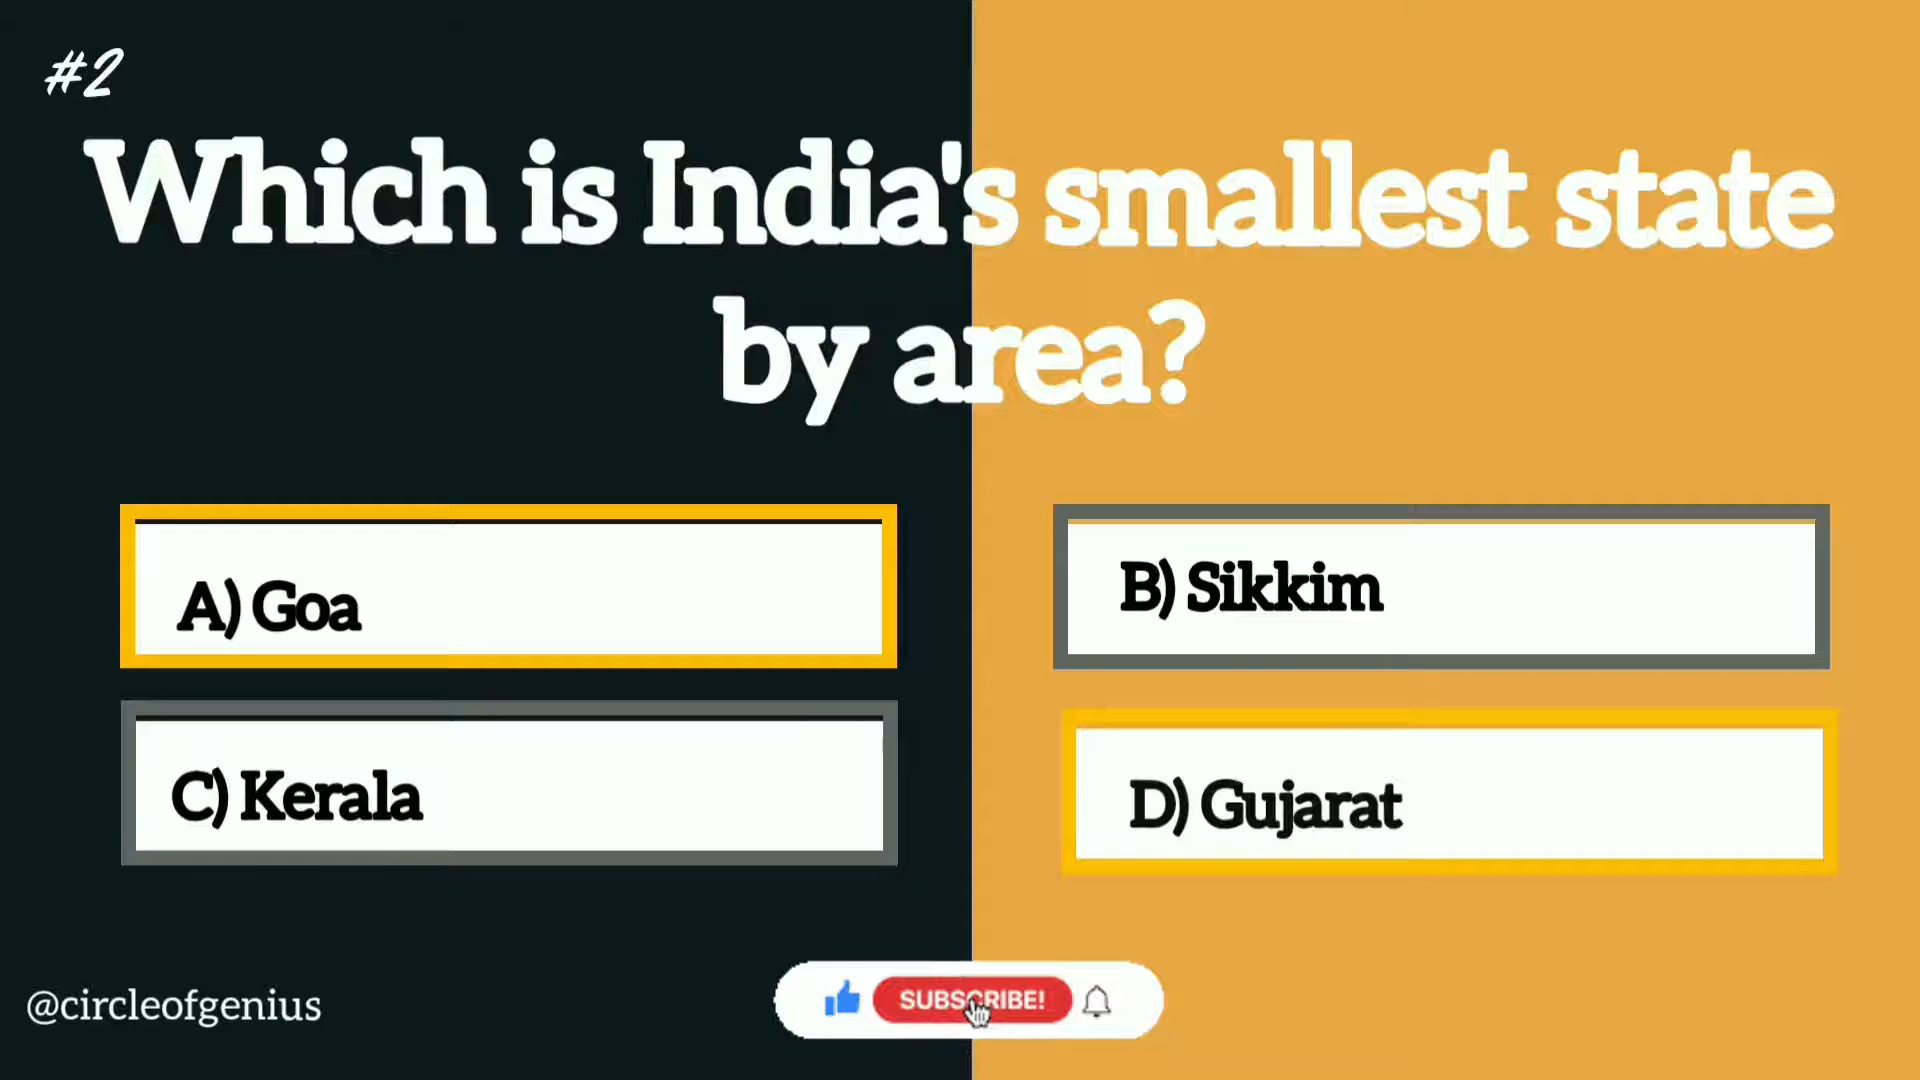 #2
Which is India's smallest state
by area?
A) Goa
B) Sikkim
C) Kerala
D) Gujarat
@circleofgenius
SUBSCRIBE!